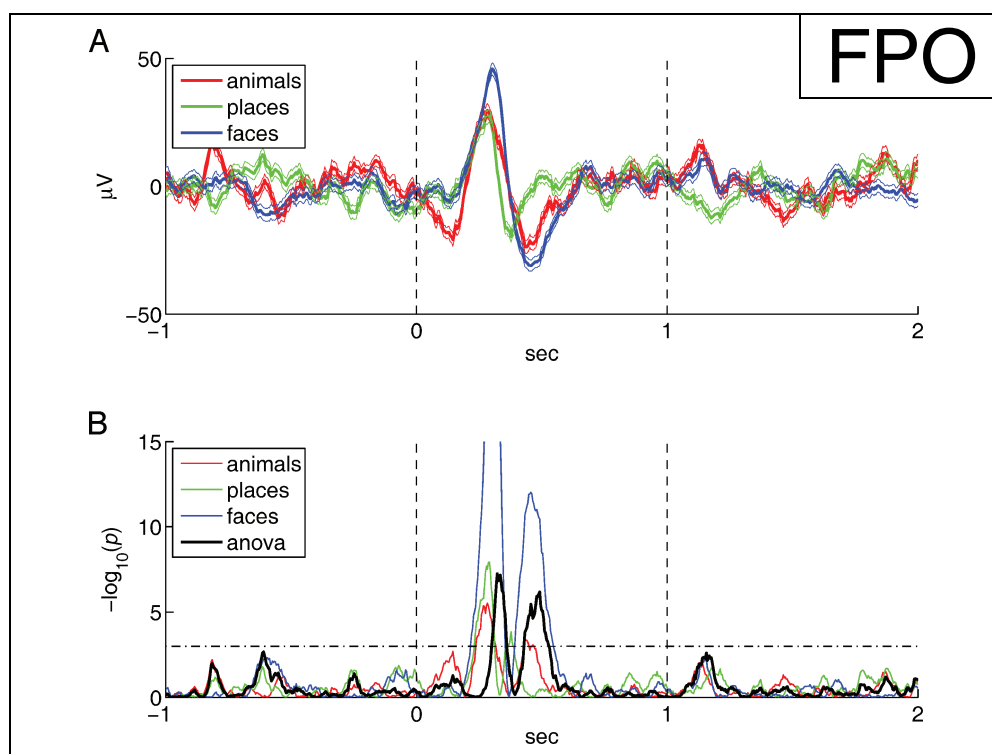 FPO
A
50
0
−50
µV
animals
places
faces
−1
0
1
2
sec
B
15
10
5
0
−log10(p)
animals
places
faces
anova
−1
0
1
2
sec